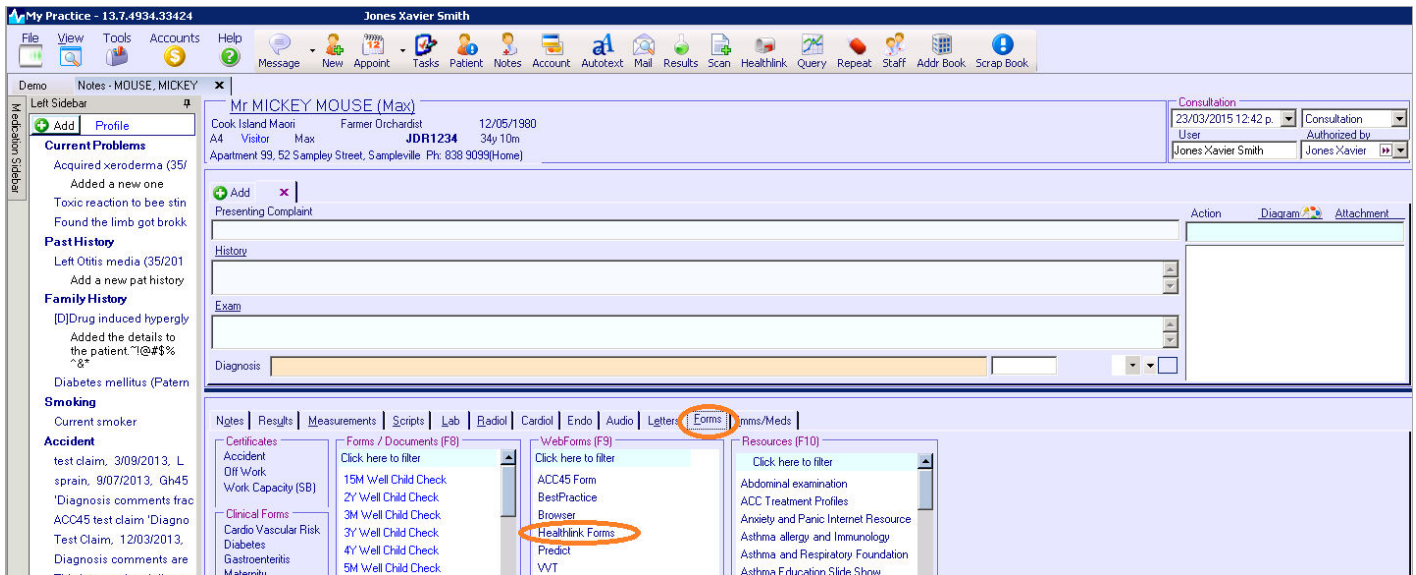 My Practice - 13.7.4934.33424 Jones Xavier Smith
File View Tools Accounts Help
Message New Appoint Tasks Patient Notes Account Autotext Mail Results Scan Healthlink Query Repeat Staff Addr Book Scrap Book
Demo Notes - MOUSE, MICKEY
Medication Sidebar
Left Sidebar
Add Profile
Current Problems
Acquired xeroderma (35/
Added a new one
Toxic reaction to bee stin
Found the limb got brokk
Past History
Left Otitis media (35/201
Add a new pat history
Family History
[D]Drug induced hypergly
Added the details to
the patient.~!@#$%
^&*
Diabetes mellitus (Patern
Smoking
Current smoker
Accident
test claim, 3/09/2013, L
sprain, 9/07/2013, Gh45
'Diagnosis comments frac
ACC45 test claim 'Diagno
Test Claim, 12/03/2013,
Diagnosis comments are
Mr MICKEY MOUSE (Max)
Cook Island Maori Farmer Orchardist 12/05/1980
A4 Visitor Max JDR1234 34y 10m
Apartment 99, 52 Sampley Street, Sampleville Ph: 838 9099(Home)
Consultation
23/03/2015 12:42 p. Consultation
User Authorized by
Jones Xavier Smith Jones Xavier
Add
Presenting Complaint
History
Exam
Diagnosis
Action Diagram Attachment
Notes Results Measurements Scripts Lab Radiol Cardiol Endo Audio Letters Forms Imms/Meds
Certificates
Accident
Off Work
Work Capacity (SB)
Clinical Forms
Cardio Vascular Risk
Diabetes
Gastroenteritis
Maternity
Forms / Documents (F8)
Click here to filter
15M Well Child Check
2Y Well Child Check
3M Well Child Check
3Y Well Child Check
4Y Well Child Check
5M Well Child Check
WebForms (F9)
Click here to filter
ACC45 Form
BestPractice
Browser
Healthlink Forms
Predict
VVT
Resources (F10)
Click here to filter
Abdominal examination
ACC Treatment Profiles
Anxiety and Panic Internet Resource
Asthma allergy and Immunology
Asthma and Respiratory Foundation
Asthma Education Slide Show